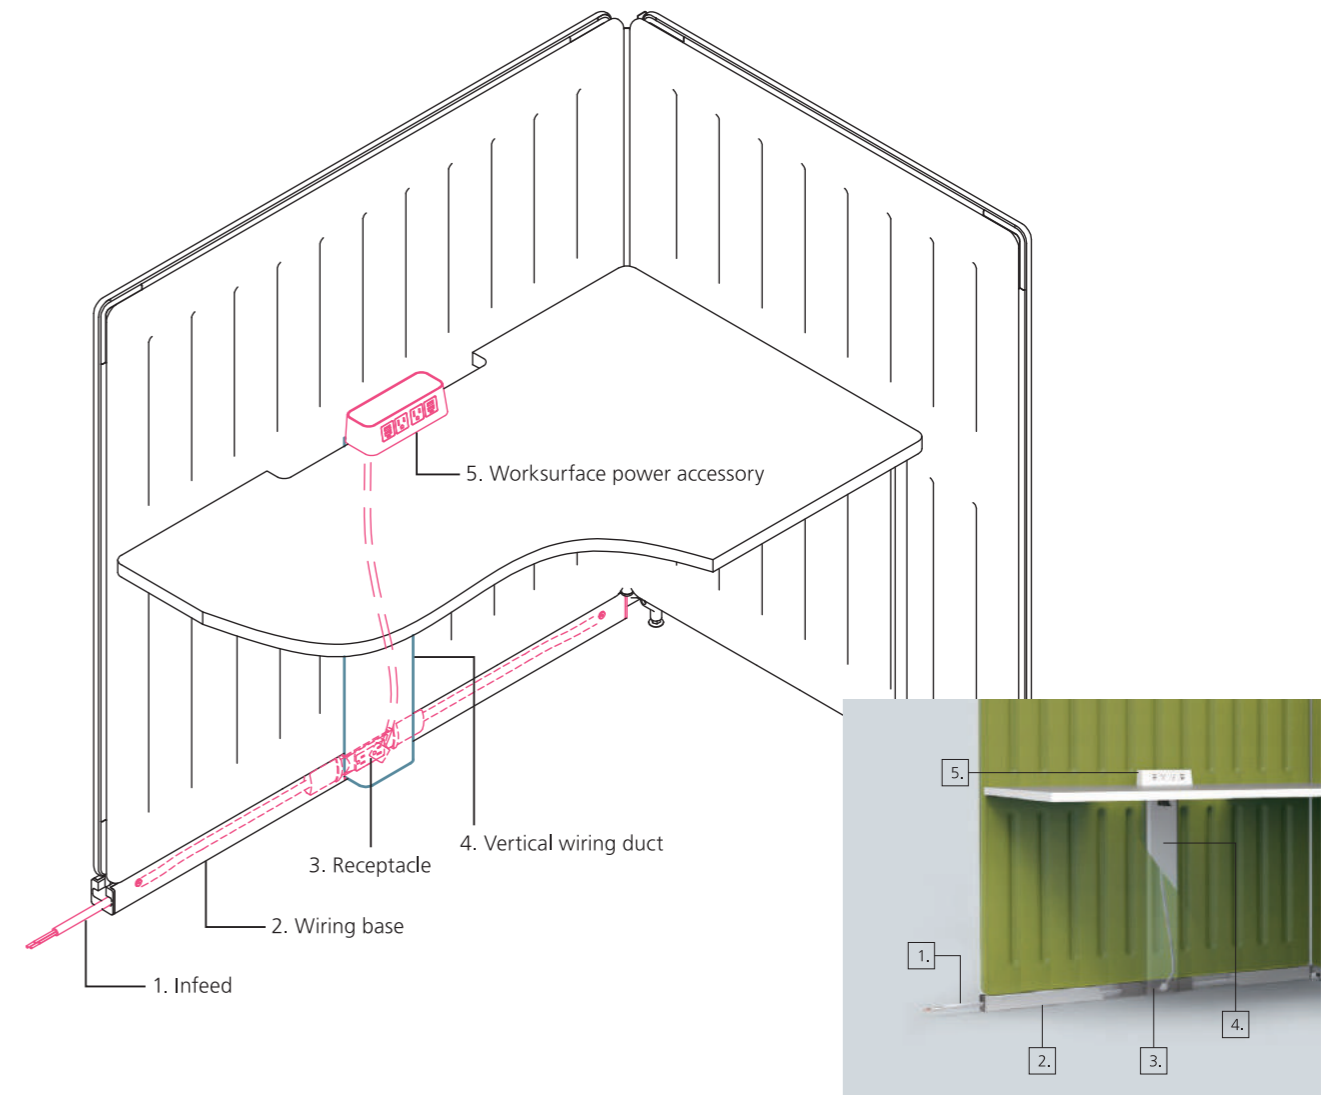 5. Worksurface power accessory
4. Vertical wiring duct
3. Receptacle
2. Wiring base
1. Infeed
5.
1.
4.
2.
3.